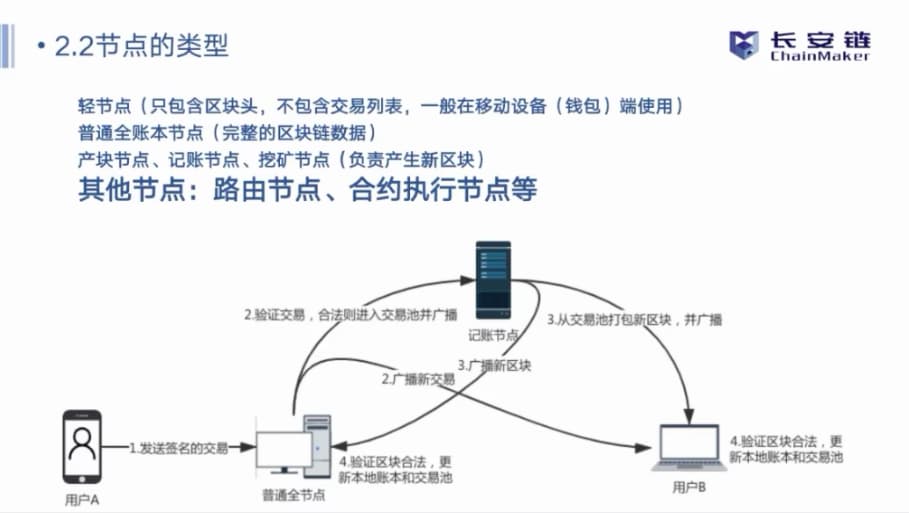 • 2.2节点的类型
长安链
ChainMaker
轻节点（只包含区块头，不包含交易列表，一般在移动设备（钱包）端使用）
普通全账本节点（完整的区块链数据）
产块节点、记账节点、挖矿节点（负责产生新区块）
其他节点：路由节点、合约执行节点等
2.验证交易，合法则进入交易池并广播
记账节点
3.从交易池打包新区块，并广播
3.广播新区块
2.广播新交易
1.发送签名的交易
4.验证区块合法，更
新本地账本和交易池
4.验证区块合法，更
新本地账本和交易池
用户A
普通全节点
用户B